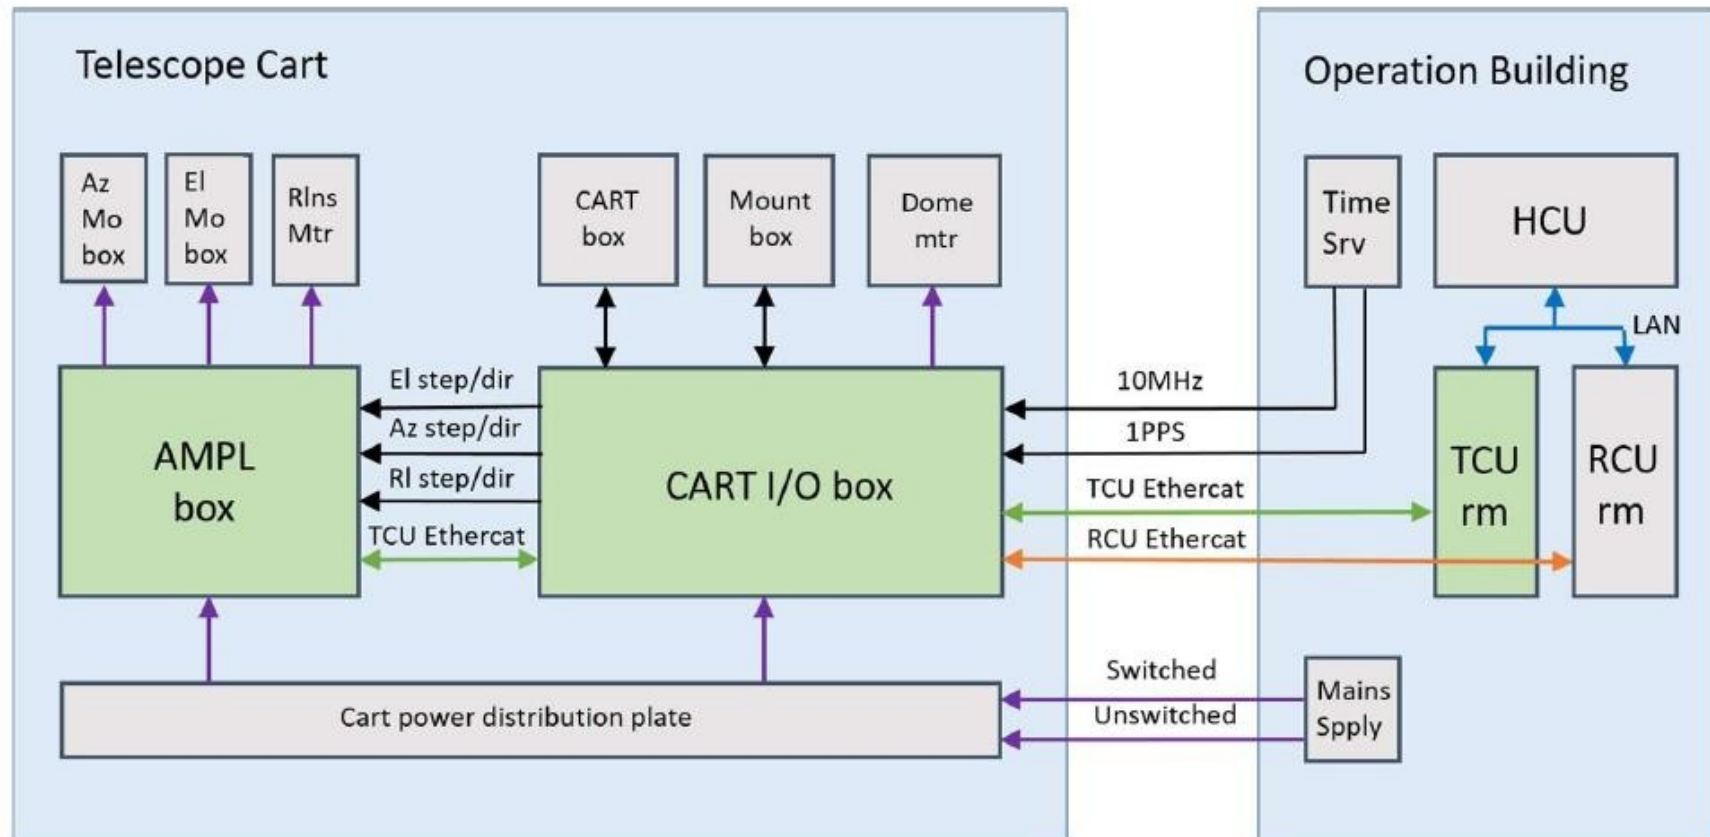 Telescope Cart
Operation Building
Az
Mo
box
El
Mo
box
Rlns
Mtr
CART
box
Mount
box
Dome
mtr
Time
Srv
HCU
LAN
El step/dir
Az step/dir
Rl step/dir
TCU Ethercat
AMPL
box
CART I/O box
10MHz
1PPS
TCU Ethercat
RCU Ethercat
TCU
rm
RCU
rm
Switched
Unswitched
Mains
Spply
Cart power distribution plate